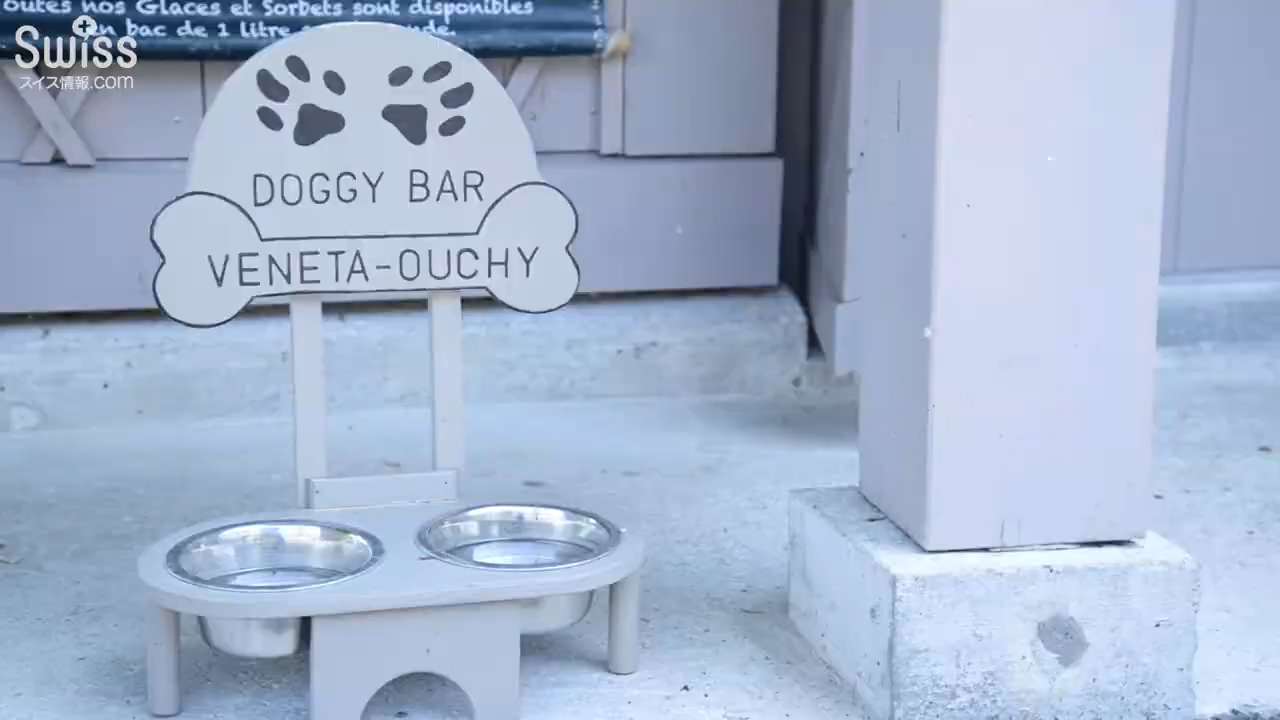 outes nos Glaces et Sorbets sont disponibles
en bac de 1 litre
Swiss
スイス情報.com
DOGGY BAR
VENETA-OUCHY